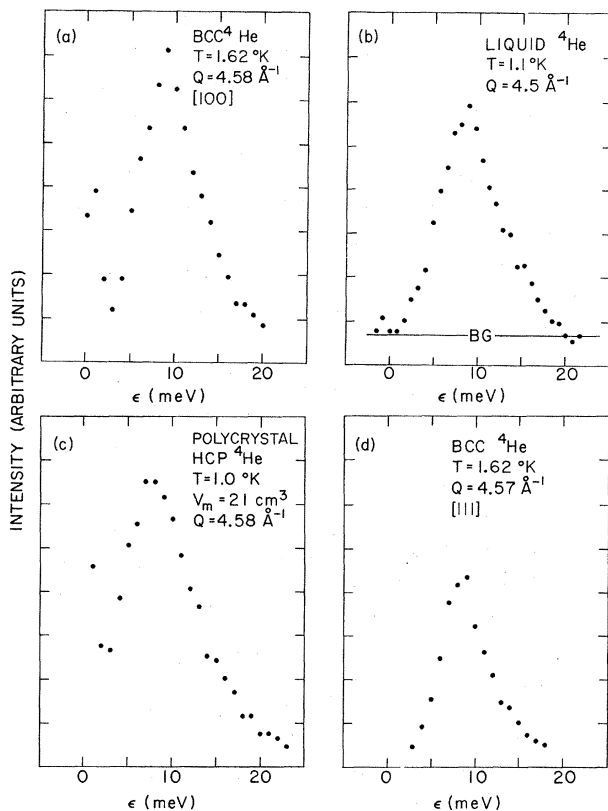 (a)
BCC ⁴He
T = 1.62 °K
Q = 4.58 Å⁻¹
[100]
0 10 20
ϵ (meV)
(b)
LIQUID ⁴He
T = 1.1 °K
Q = 4.5 Å⁻¹
BG
0 10 20
ϵ (meV)
INTENSITY (ARBITRARY UNITS)
(c)
POLYCRYSTAL
HCP ⁴He
T = 1.0 °K
Vₘ = 21 cm³
Q = 4.58 Å⁻¹
0 10 20
ϵ (meV)
(d)
BCC ⁴He
T = 1.62 °K
Q = 4.57 Å⁻¹
[111]
0 10 20
ϵ (meV)